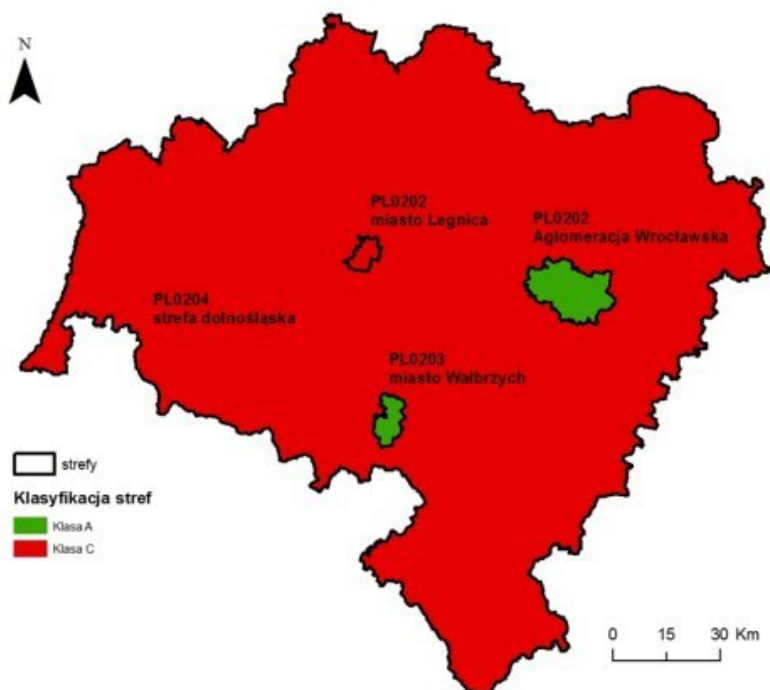 N
PL0202
miasto Legnica
PL0202
Aglomeracja Wrocławska
PL0204
strefa dolnośląska
PL0203
miasto Wałbrzych
strefy
Klasyfikacja stref
Klasa A
Klasa C
0 15 30 Km